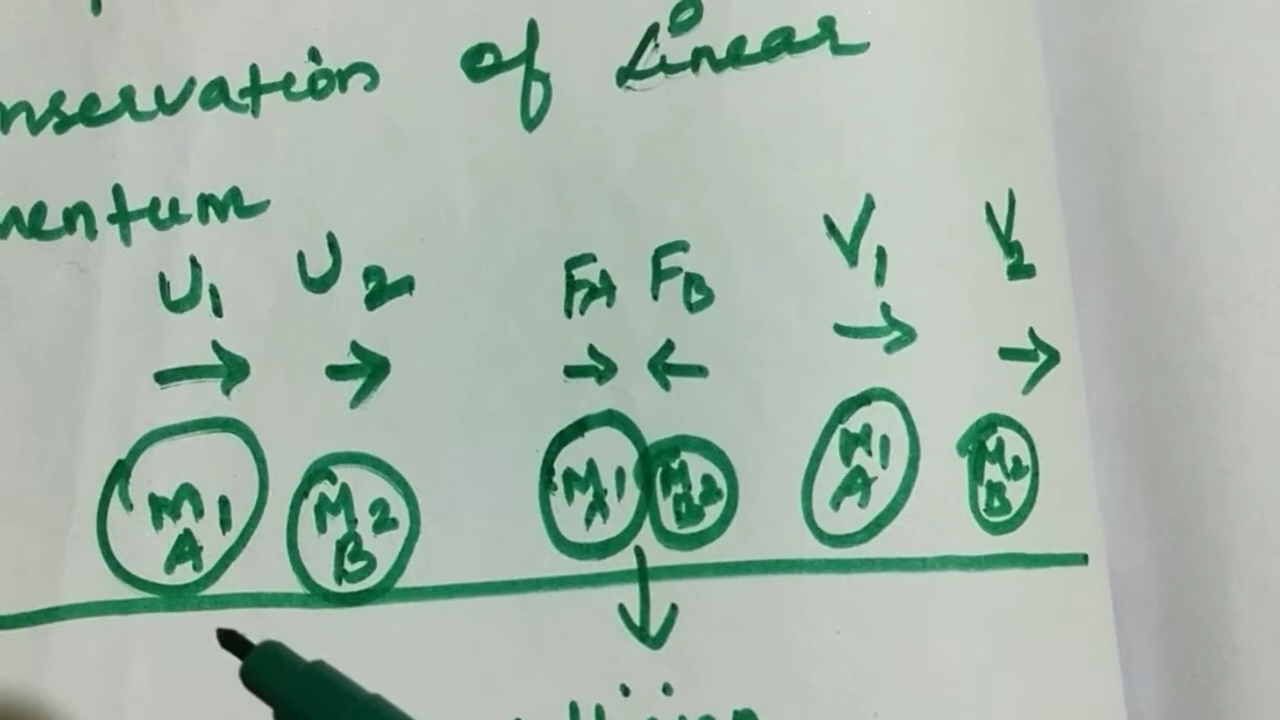 nservation of Linear
mentum
U1 U2 FA FB V1 V2
M1 M2 M1 M2 M1 M2
A B A B A B